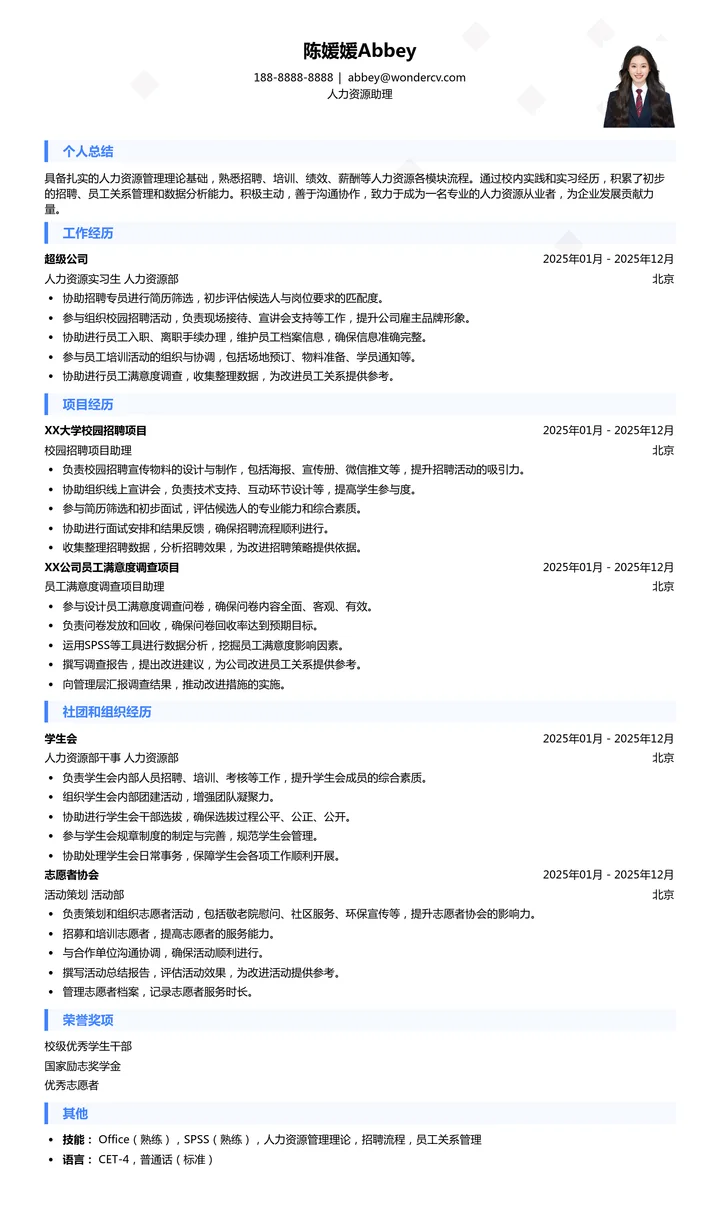 陈媛媛Abbey
188-8888-8888 | abbey@wondercv.com
人力资源助理
个人总结
具备扎实的人力资源管理理论基础，熟悉招聘、培训、绩效、薪酬等人力资源各模块流程。通过校内实践和实习经历，积累了初步
的招聘、员工关系管理和数据分析能力。积极主动，善于沟通协作，致力于成为一名专业的人力资源从业者，为企业发展贡献力
量。
工作经历
超级公司 2025年01月 - 2025年12月
人力资源实习生 人力资源部 北京
• 协助招聘专员进行简历筛选，初步评估候选人与岗位要求的匹配度。
• 参与组织校园招聘活动，负责现场接待、宣讲会支持等工作，提升公司雇主品牌形象。
• 协助进行员工入职、离职手续办理，维护员工档案信息，确保信息准确完整。
• 参与员工培训活动的组织与协调，包括场地预订、物料准备、学员通知等。
• 协助进行员工满意度调查，收集整理数据，为改进员工关系提供参考。
项目经历
XX大学校园招聘项目 2025年01月 - 2025年12月
校园招聘项目助理 北京
• 负责校园招聘宣传物料的设计与制作，包括海报、宣传册、微信推文等，提升招聘活动的吸引力。
• 协助组织线上宣讲会，负责技术支持、互动环节设计等，提高学生参与度。
• 参与简历筛选和初步面试，评估候选人的专业能力和综合素质。
• 协助进行面试安排和结果反馈，确保招聘流程顺利进行。
• 收集整理招聘数据，分析招聘效果，为改进招聘策略提供依据。
XX公司员工满意度调查项目 2025年01月 - 2025年12月
员工满意度调查项目助理 北京
• 参与设计员工满意度调查问卷，确保问卷内容全面、客观、有效。
• 负责问卷发放和回收，确保问卷回收率达到预期目标。
• 运用SPSS等工具进行数据分析，挖掘员工满意度影响因素。
• 撰写调查报告，提出改进建议，为公司改进员工关系提供参考。
• 向管理层汇报调查结果，推动改进措施的实施。
社团和组织经历
学生会 2025年01月 - 2025年12月
人力资源部干事 人力资源部 北京
• 负责学生会内部人员招聘、培训、考核等工作，提升学生会成员的综合素质。
• 组织学生会内部团建活动，增强团队凝聚力。
• 协助进行学生会干部选拔，确保选拔过程公平、公正、公开。
• 参与学生会规章制度的制定与完善，规范学生会管理。
• 协助处理学生会日常事务，保障学生会各项工作顺利开展。
志愿者协会 2025年01月 - 2025年12月
活动策划 活动部 北京
• 负责策划和组织志愿者活动，包括敬老院慰问、社区服务、环保宣传等，提升志愿者协会的影响力。
• 招募和培训志愿者，提高志愿者的服务能力。
• 与合作单位沟通协调，确保活动顺利进行。
• 撰写活动总结报告，评估活动效果，为改进活动提供参考。
• 管理志愿者档案，记录志愿者服务时长。
荣誉奖项
校级优秀学生干部
国家励志奖学金
优秀志愿者
其他
• 技能： Office（熟练），SPSS（熟练），人力资源管理理论，招聘流程，员工关系管理
• 语言： CET-4，普通话（标准）